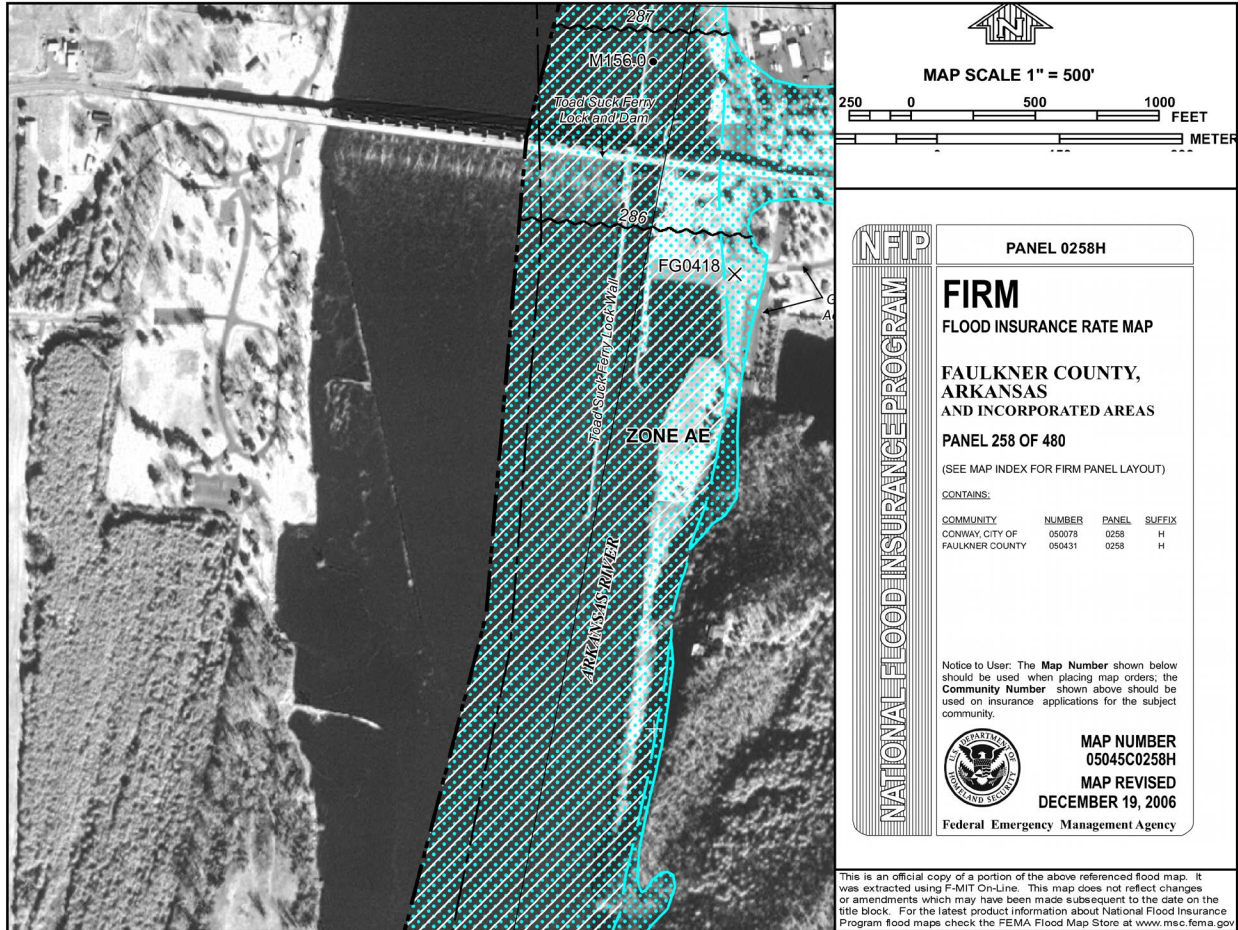 287
M156.0
Toad Suck Ferry
Lock and Dam
286
FG0418
Toad Suck Ferry Lock Wall
ZONE AE
ARKANSAS RIVER
N
MAP SCALE 1" = 500'
250 0 500 1000
FEET
METER
NFIP
NATIONAL FLOOD INSURANCE PROGRAM
PANEL 0258H
FIRM
FLOOD INSURANCE RATE MAP
FAULKNER COUNTY,
ARKANSAS
AND INCORPORATED AREAS
PANEL 258 OF 480
(SEE MAP INDEX FOR FIRM PANEL LAYOUT)
CONTAINS:
COMMUNITY NUMBER PANEL SUFFIX
CONWAY, CITY OF 050078 0258 H
FAULKNER COUNTY 050431 0258 H
Notice to User: The Map Number shown below
should be used when placing map orders; the
Community Number shown above should be
used on insurance applications for the subject
community.
U.S. DEPARTMENT OF
HOMELAND SECURITY
MAP NUMBER
05045C0258H
MAP REVISED
DECEMBER 19, 2006
Federal Emergency Management Agency
This is an official copy of a portion of the above referenced flood map. It
was extracted using F-MIT On-Line. This map does not reflect changes
or amendments which may have been made subsequent to the date on the
title block. For the latest product information about National Flood Insurance
Program flood maps check the FEMA Flood Map Store at www.msc.fema.gov